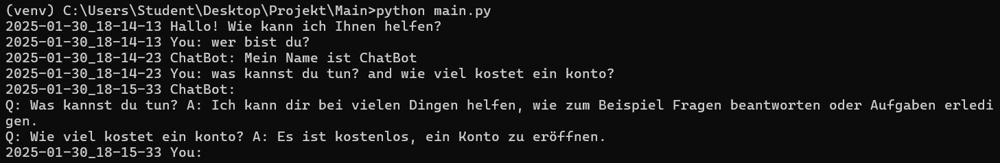 (venv) C:\Users\Student\Desktop\Projekt\Main>python main.py
2025-01-30_18-14-13 Hallo! Wie kann ich Ihnen helfen?
2025-01-30_18-14-13 You: wer bist du?
2025-01-30_18-14-23 ChatBot: Mein Name ist ChatBot
2025-01-30_18-14-23 You: was kannst du tun? and wie viel kostet ein konto?
2025-01-30_18-15-33 ChatBot:
Q: Was kannst du tun? A: Ich kann dir bei vielen Dingen helfen, wie zum Beispiel Fragen beantworten oder Aufgaben erledi
gen.
Q: Wie viel kostet ein konto? A: Es ist kostenlos, ein Konto zu eröffnen.
2025-01-30_18-15-33 You: